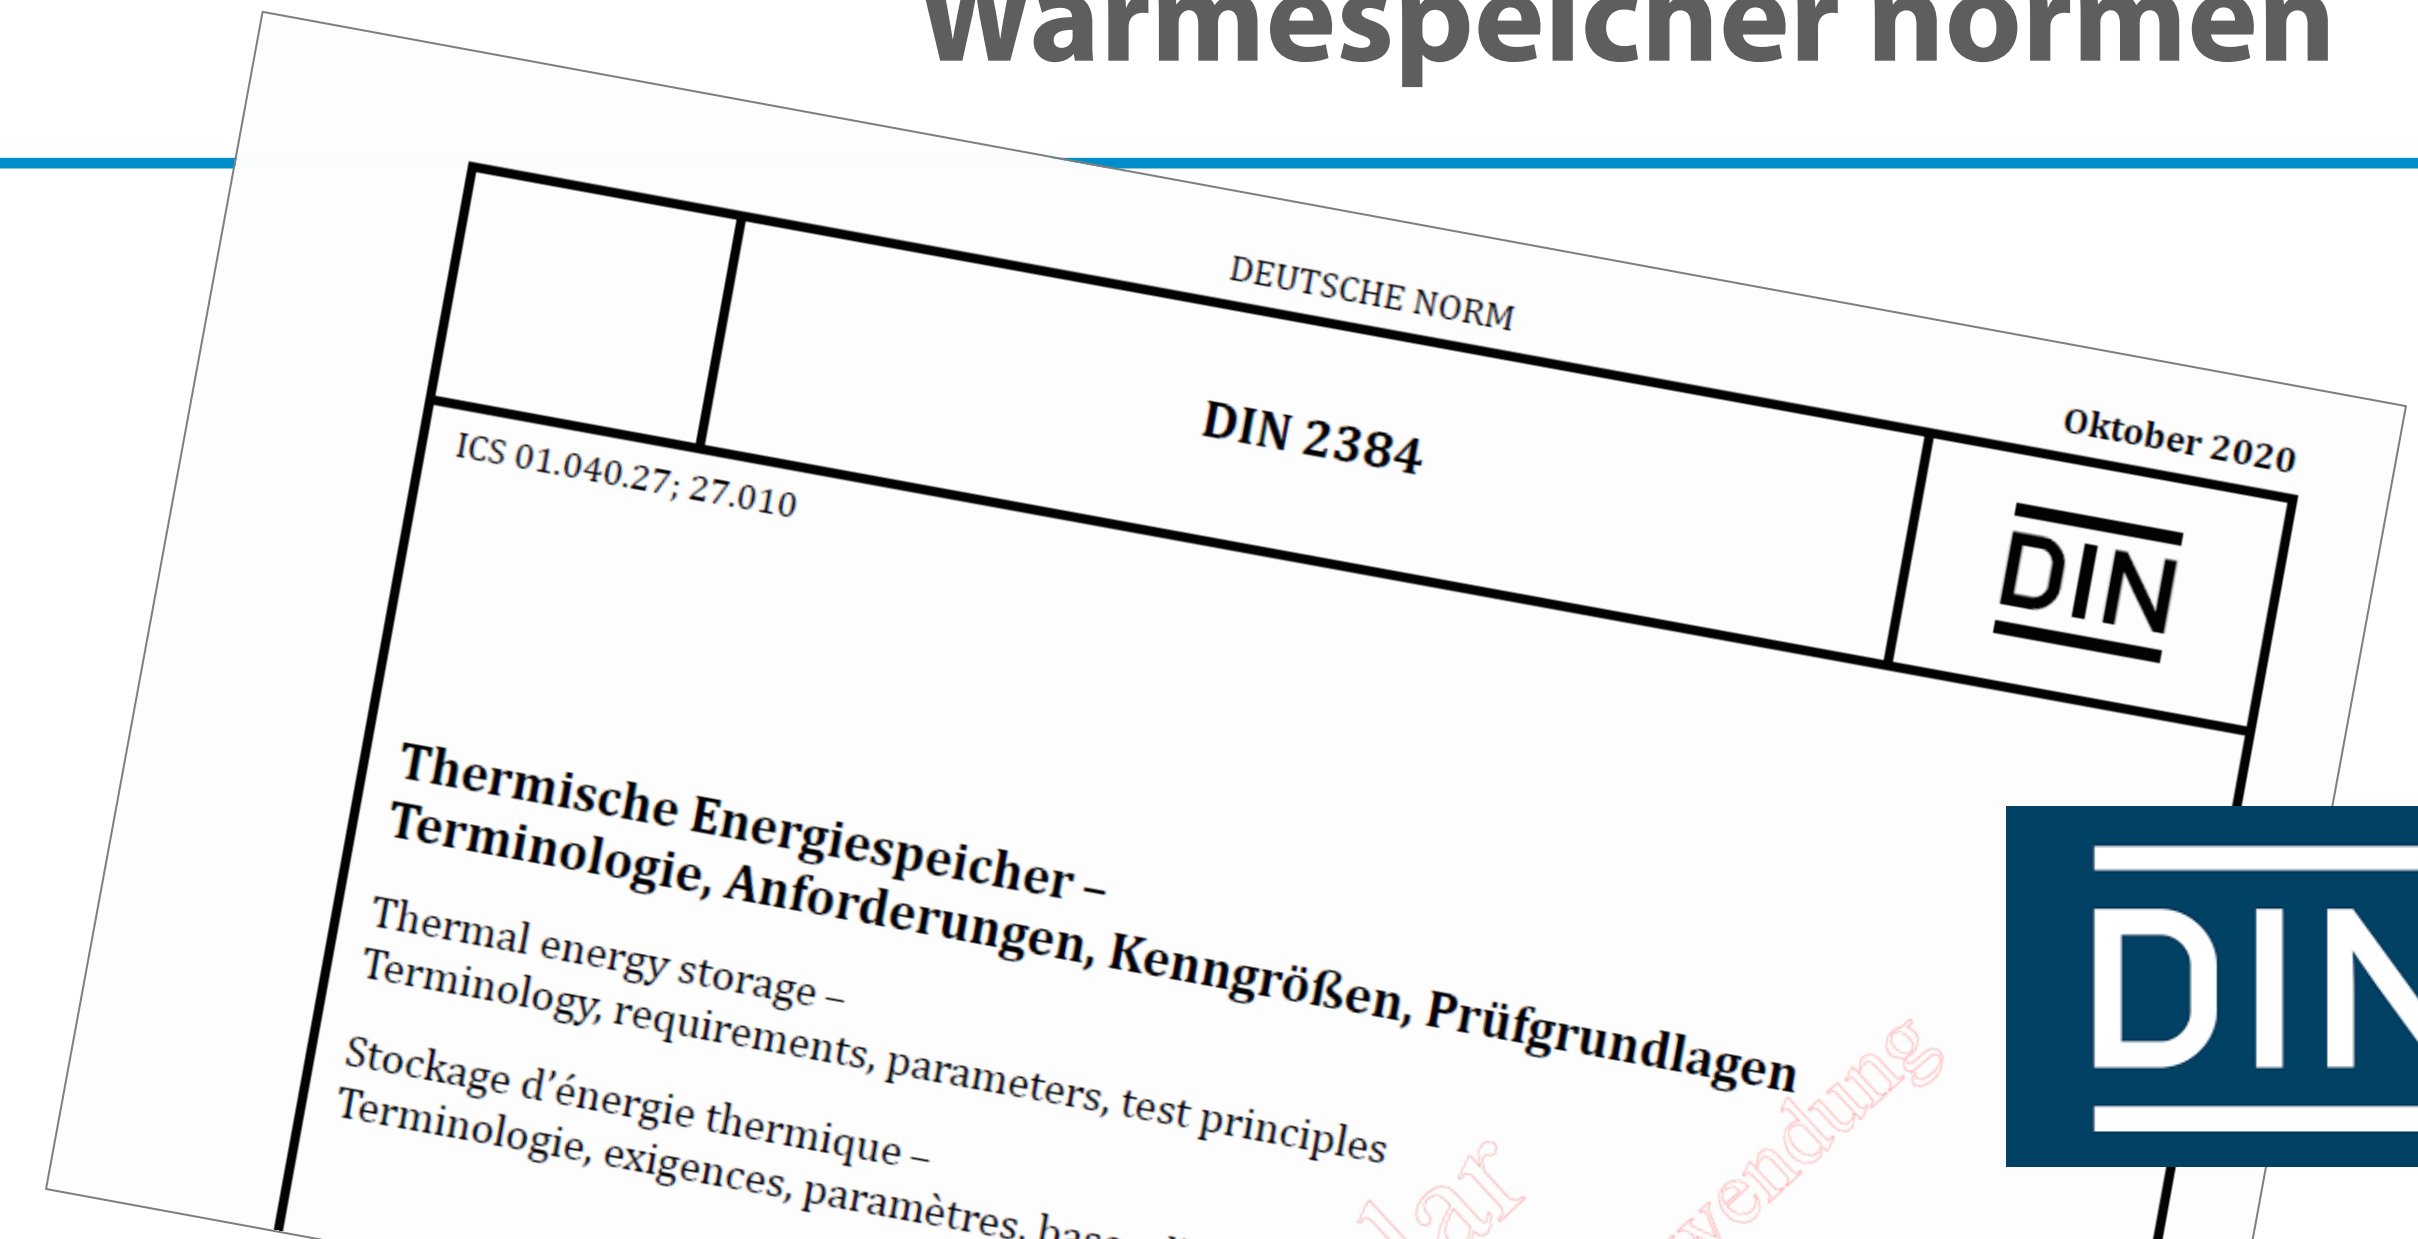 Wärmespeicher normen
DEUTSCHE NORM
Oktober 2020
DIN 2384
DIN
ICS 01.040.27; 27.010
Thermische Energiespeicher –
Terminologie, Anforderungen, Kenngrößen, Prüfgrundlagen
Thermal energy storage –
Terminology, requirements, parameters, test principles
Stockage d’énergie thermique –
Terminologie, exigences, paramètres,
DIN